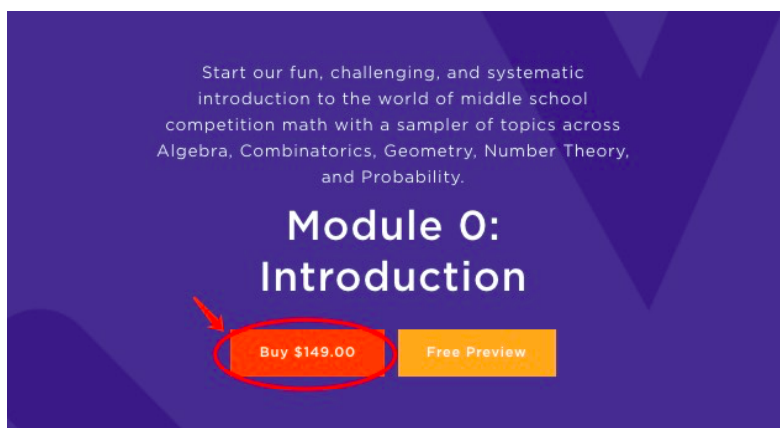 Start our fun, challenging, and systematic
introduction to the world of middle school
competition math with a sampler of topics across
Algebra, Combinatorics, Geometry, Number Theory,
and Probability.
Module 0:
Introduction
Buy $149.00
Free Preview